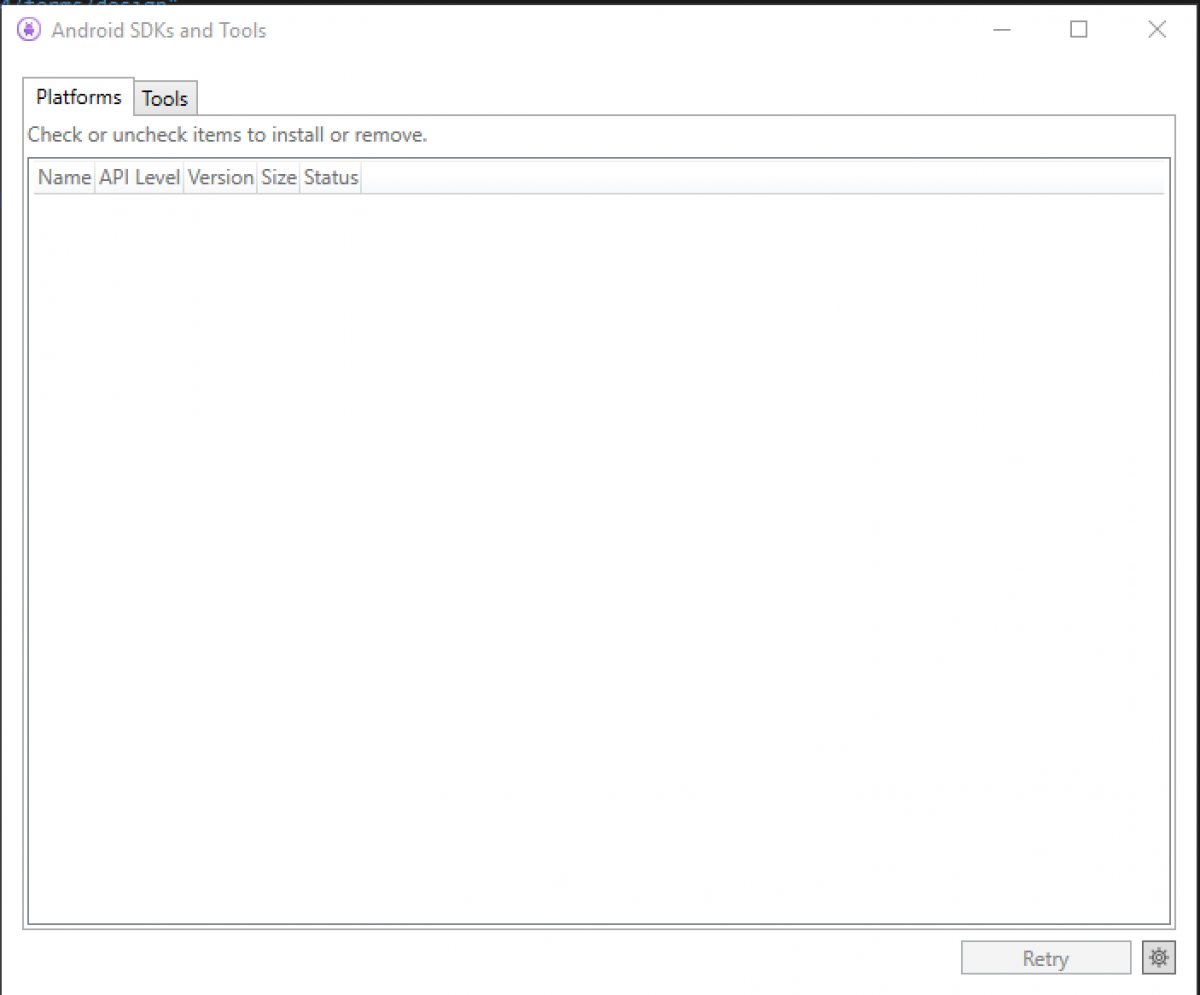 Android SDKs and Tools
Platforms Tools
Check or uncheck items to install or remove.
Name API Level Version Size Status
Retry